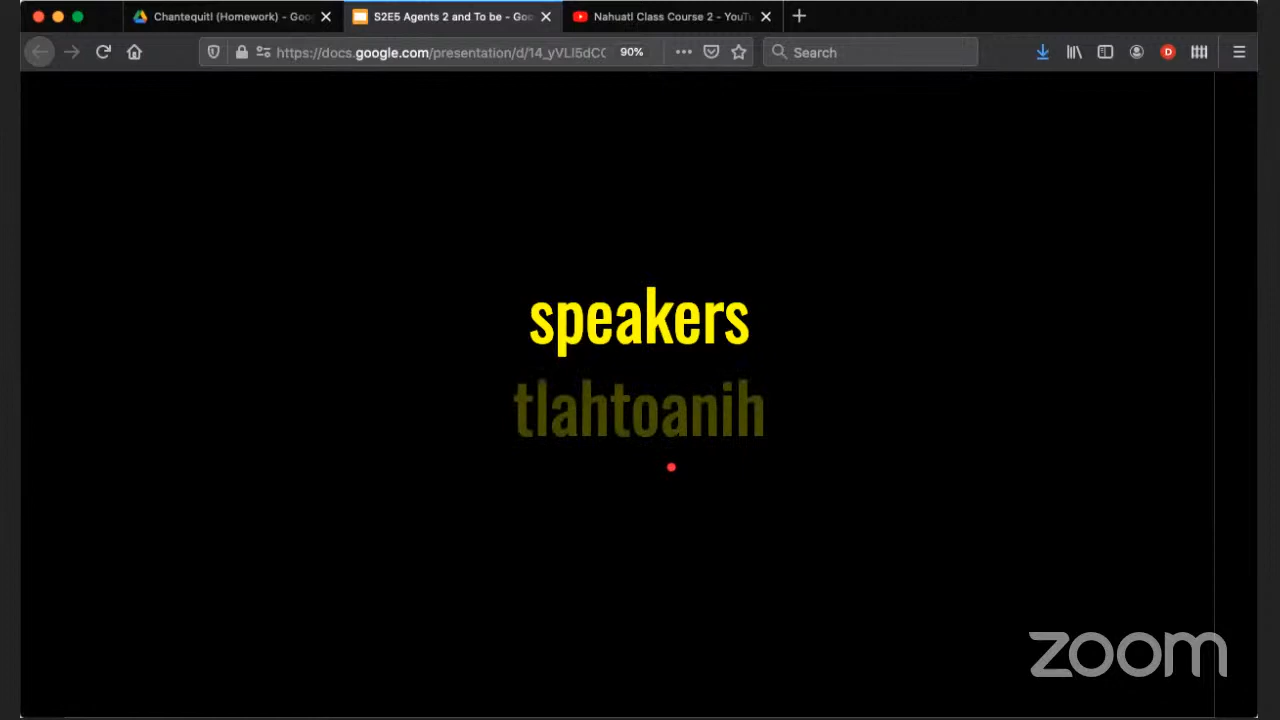 Chantequitl (Homework) - Goo
S2E5 Agents 2 and To be - Goo
Nahuatl Class Course 2 - YouTu
https://docs.google.com/presentation/d/14_yVLI5dC
90%
Search
D
speakers
tlahtoanih
zoom